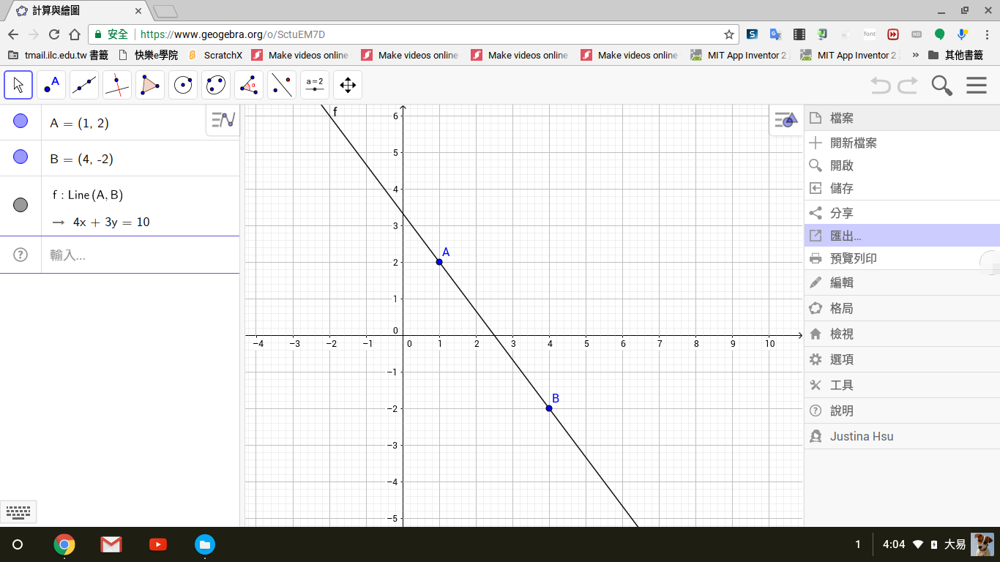 計算與繪圖
安全 https://www.geogebra.org/o/SctuEM7D
font
HD
tmail.ilc.edu.tw 書籤 快樂e學院 ScratchX Make videos online Make videos online Make videos online Make videos online MIT App Inventor 2 MIT App Inventor 2 » 其他書籤
A
α
a=2
A = (1, 2)
B = (4, -2)
f : Line (A, B)
→ 4x + 3y = 10
輸入...
f
A
B
6
5
4
3
2
1
0
−1
−2
−3
−4
−5
−4 −3 −2 −1 0 1 2 3 4 5 6 7 8 9 10
檔案
開新檔案
開啟
儲存
分享
匯出...
預覽列印
編輯
格局
檢視
選項
工具
說明
Justina Hsu
1 4:04 大易